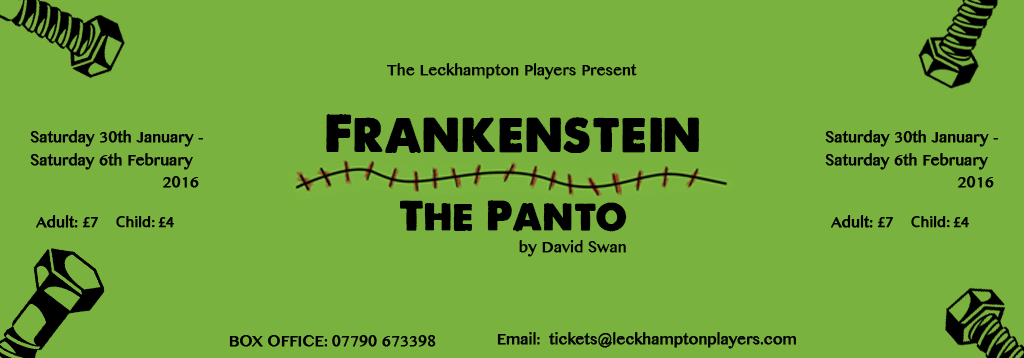 The Leckhampton Players Present
FRANKENSTEIN
THE PANTO
by David Swan
Saturday 30th January -
Saturday 6th February
2016
Adult: £7 Child: £4
Saturday 30th January -
Saturday 6th February
2016
Adult: £7 Child: £4
BOX OFFICE: 07790 673398
Email: tickets@leckhamptonplayers.com